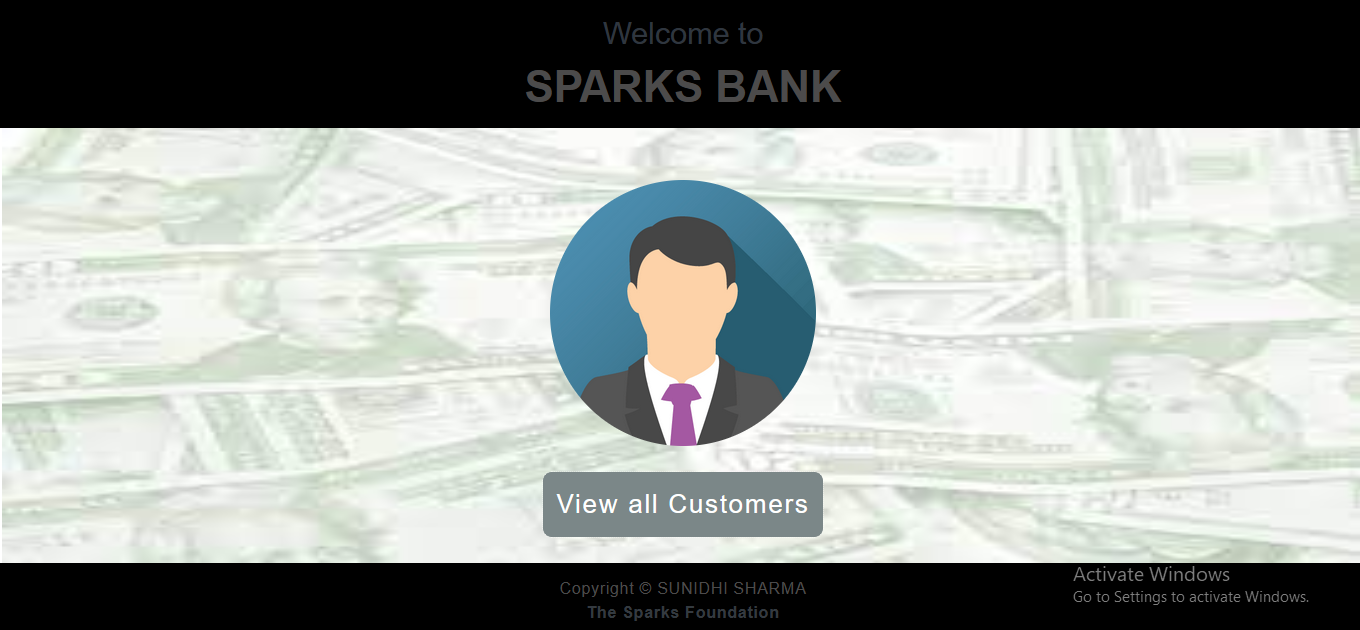 Welcome to
SPARKS BANK
View all Customers
Copyright © SUNIDHI SHARMA
The Sparks Foundation
Activate Windows
Go to Settings to activate Windows.